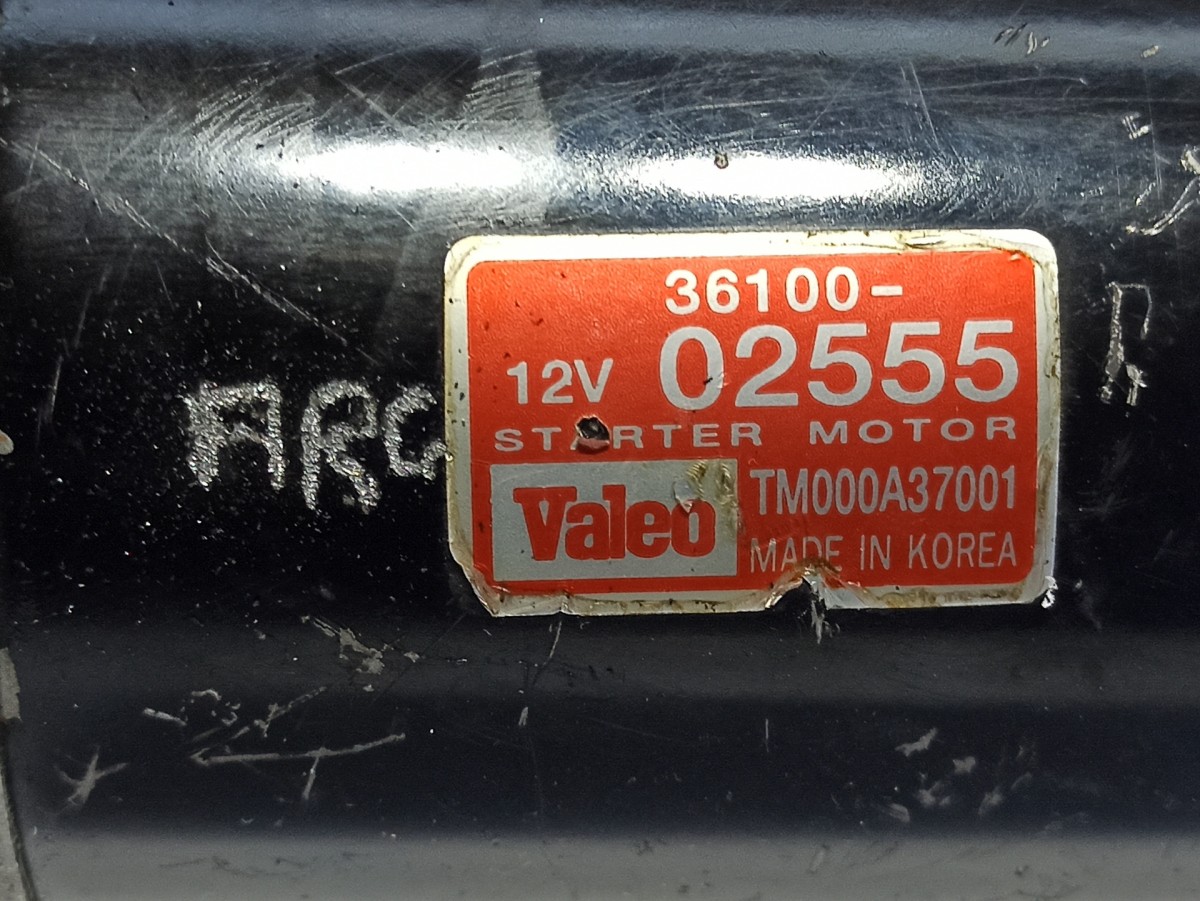 36100-
12V 02555
STARTER MOTOR
Valeo TM000A37001
MADE IN KOREA